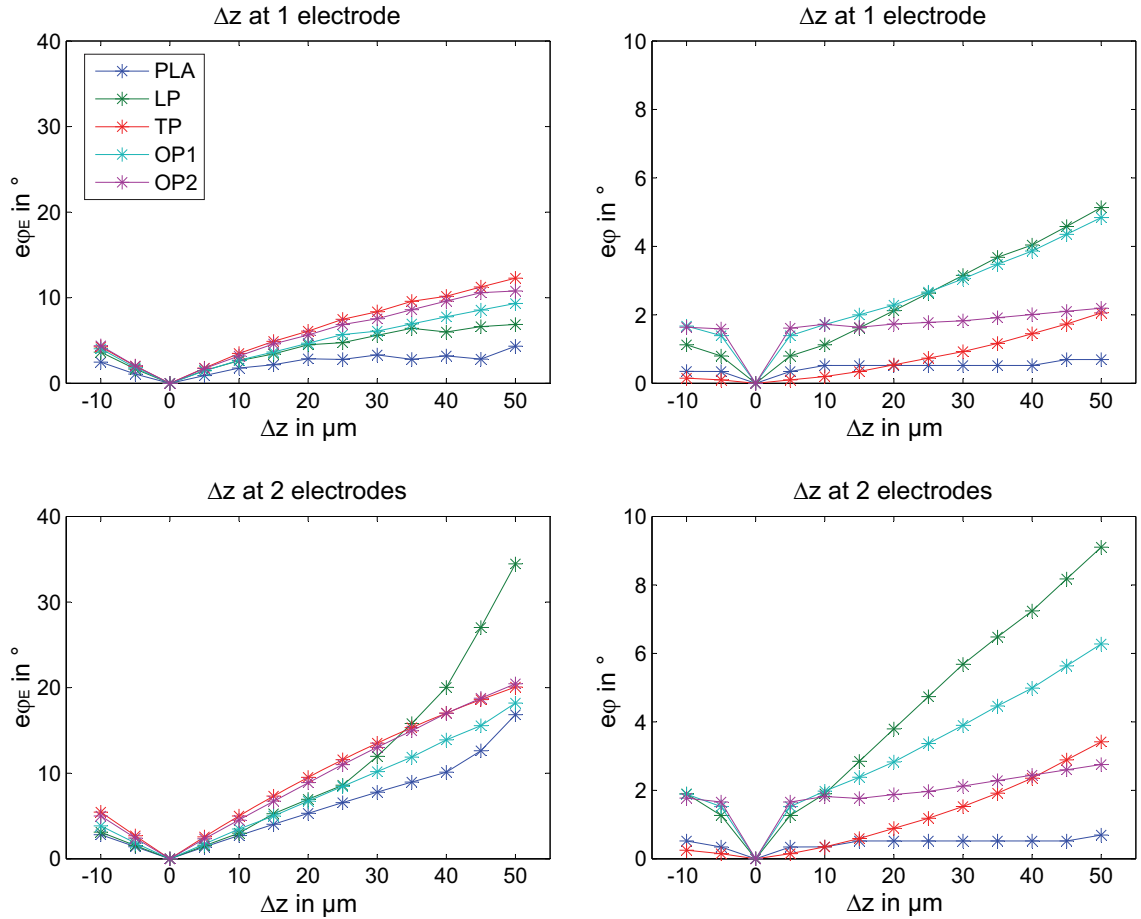 Δz at 1 electrode
40
30
20
10
0
eφE in °
PLA
LP
TP
OP1
OP2
-10 0 10 20 30 40 50
Δz in µm
Δz at 1 electrode
10
8
6
4
2
0
eφ in °
-10 0 10 20 30 40 50
Δz in µm
Δz at 2 electrodes
40
30
20
10
0
eφE in °
-10 0 10 20 30 40 50
Δz in µm
Δz at 2 electrodes
10
8
6
4
2
0
eφ in °
-10 0 10 20 30 40 50
Δz in µm